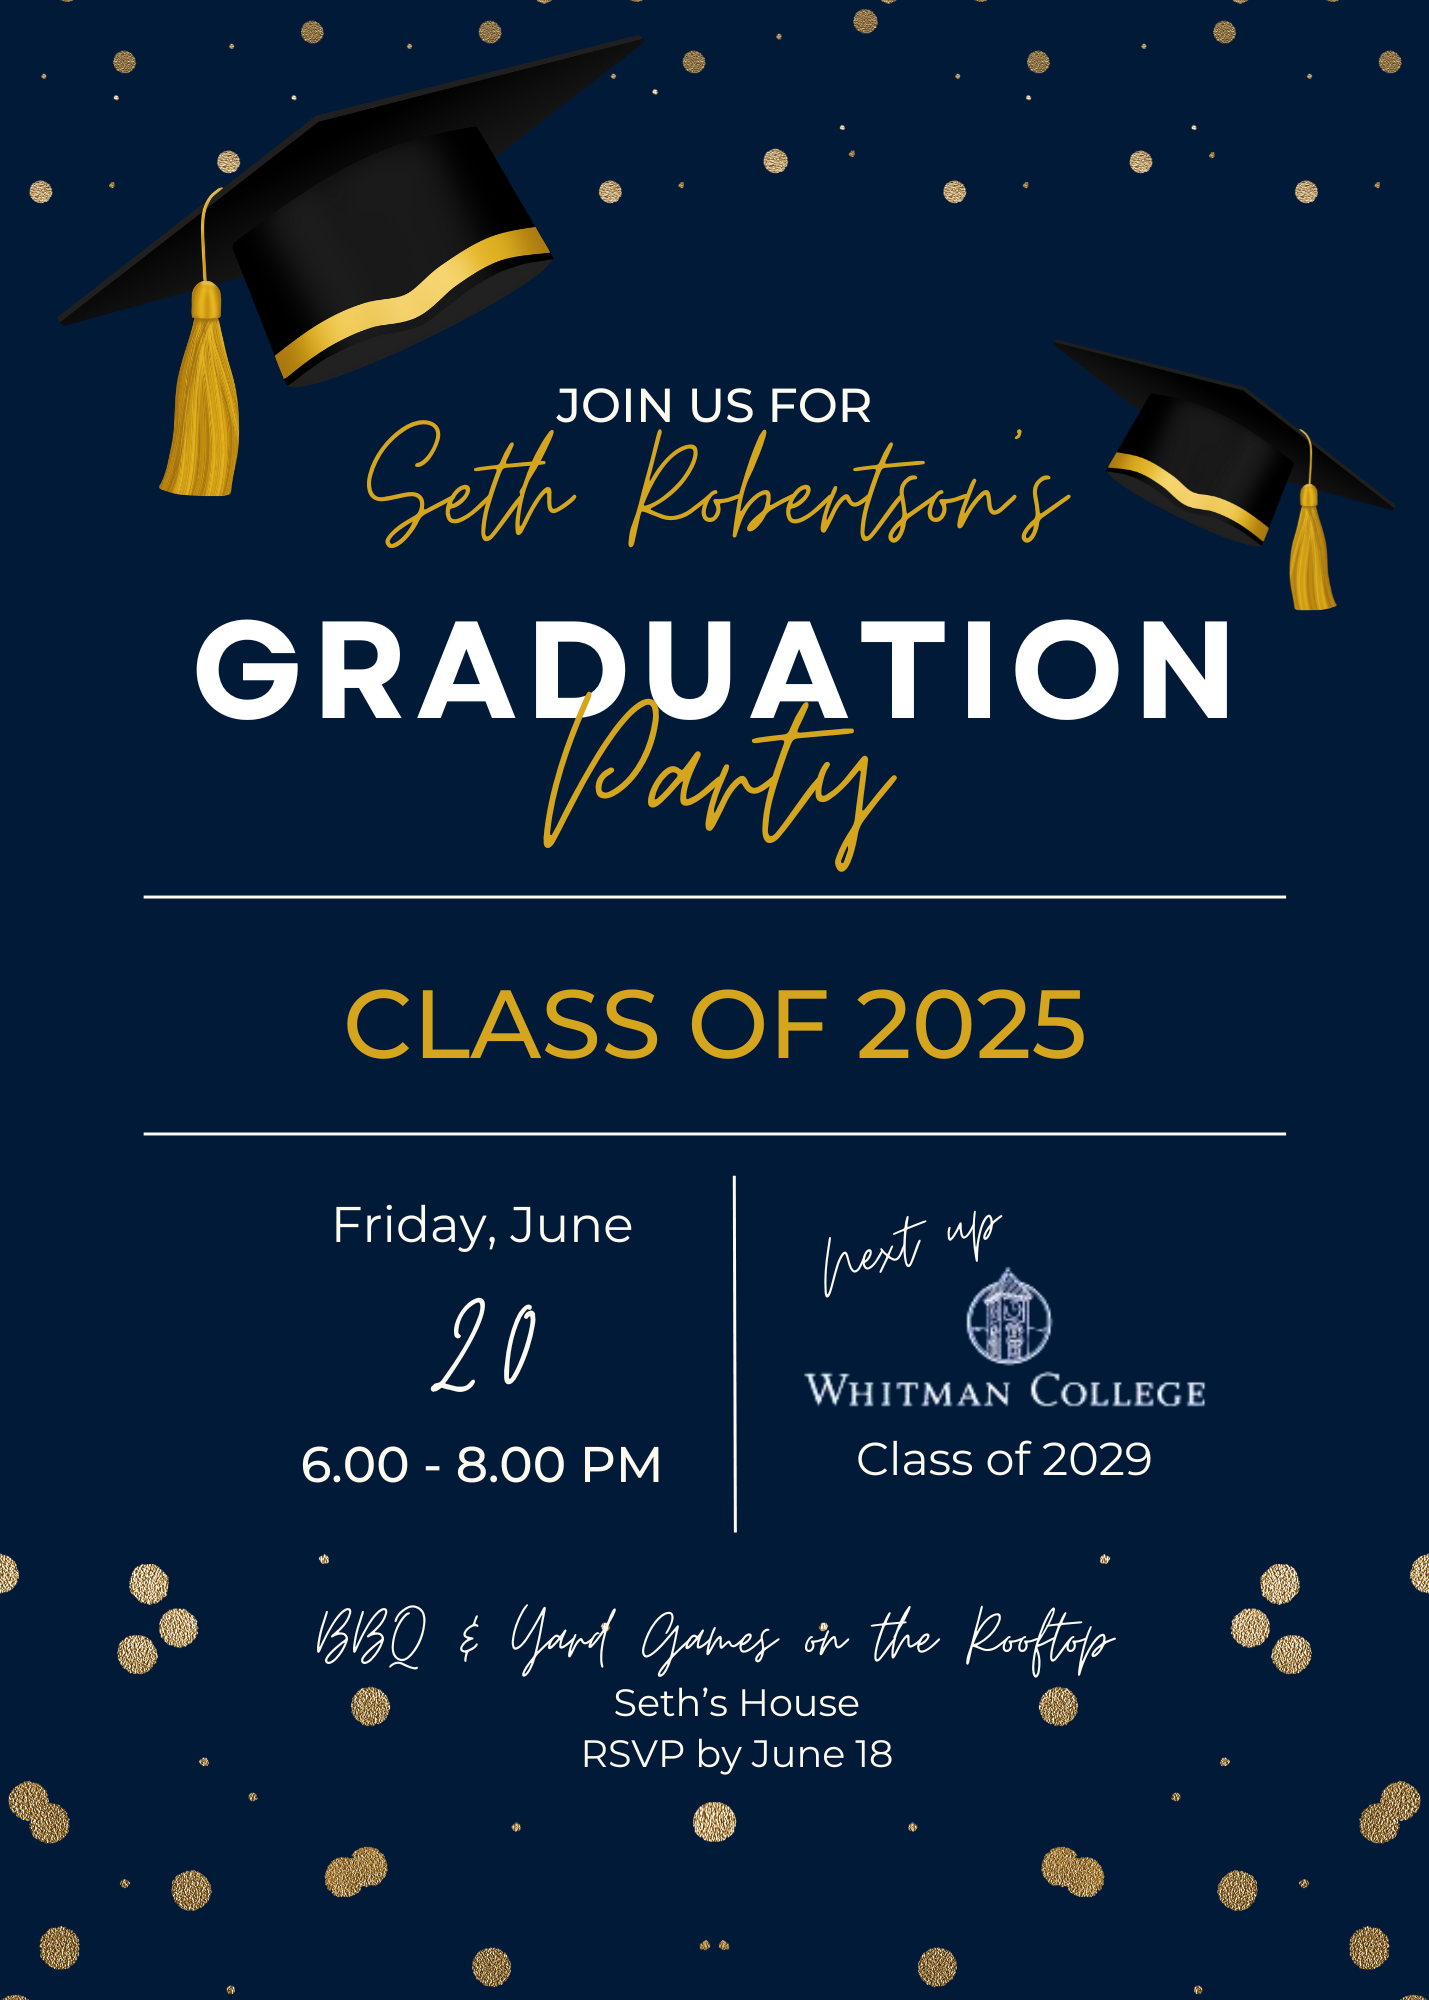 JOIN US FOR
Seth Robertson's
GRADUATION
Party
CLASS OF 2025
Friday, June
20
6.00 - 8.00 PM
next up
WHITMAN COLLEGE
Class of 2029
BBQ & Yard Games on the Rooftop
Seth’s House
RSVP by June 18